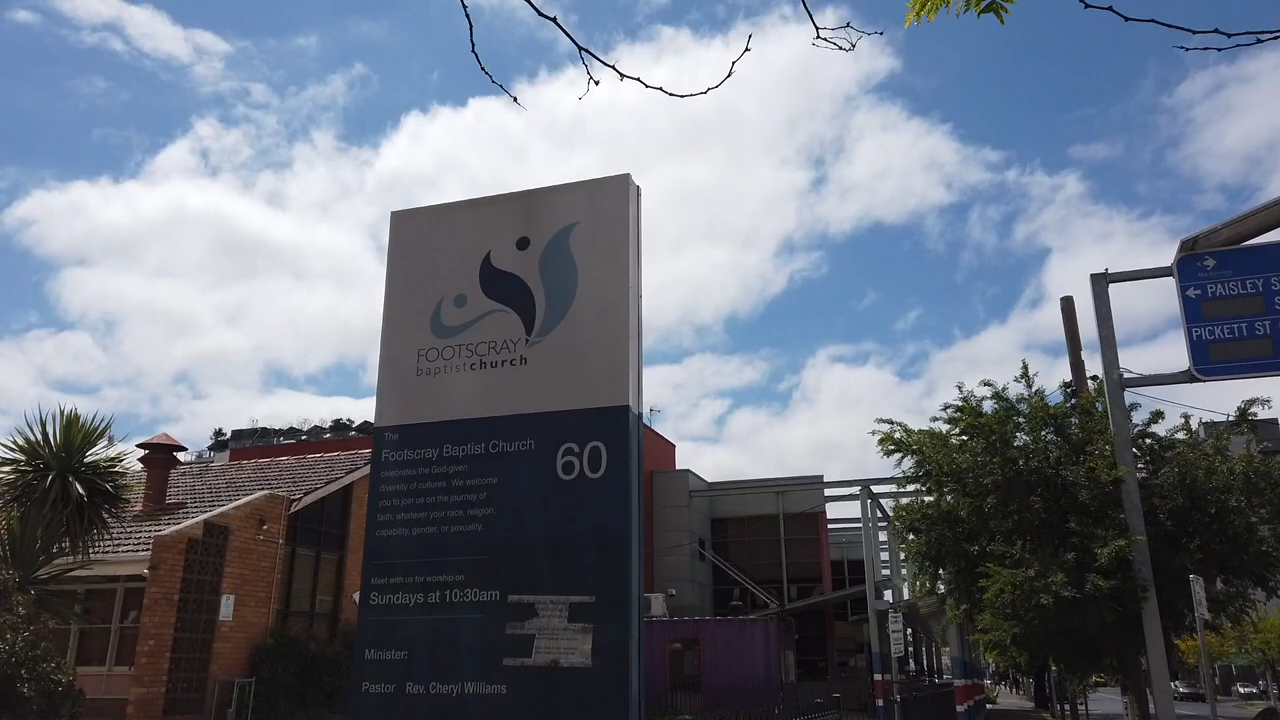 FOOTSCRAY
baptistchurch
The
Footscray Baptist Church
60
celebrates the God-given
diversity of cultures. We welcome
you to join us on the journey of
faith, whatever your race, religion,
capability, gender, or sexuality.
Meet with us for worship on
Sundays at 10:30am
Minister:
Pastor Rev. Cheryl Williams
PAISLEY S
PICKETT ST
P